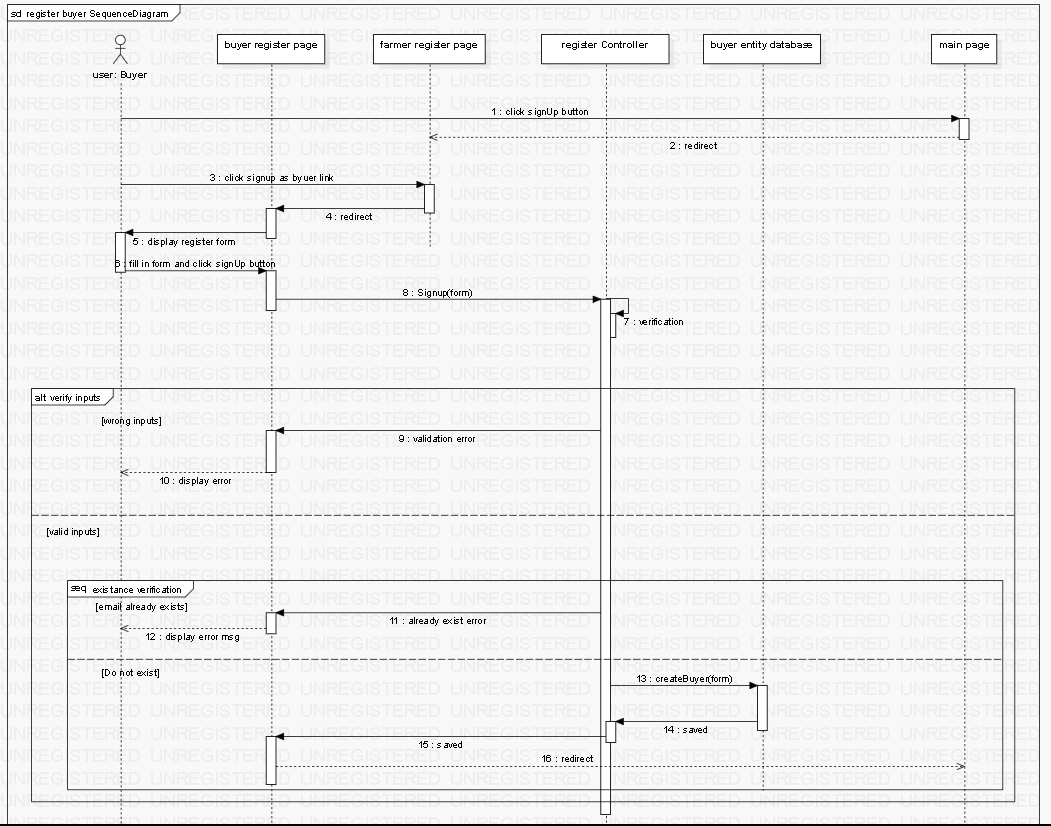 sd register buyer SequenceDiagram
user: Buyer
buyer register page
farmer register page
register Controller
buyer entity database
main page
1 : click signUp button
2 : redirect
3 : click signup as byuer link
4 : redirect
5 : display register form
6 : fill in form and click signUp button
8 : Signup(form)
7 : verification
alt verify inputs
[wrong inputs]
9 : validation error
10 : display error
[valid inputs]
seq existance verification
[email already exists]
11 : already exist error
12 : display error msg
[Do not exist]
13 : createBuyer(form)
14 : saved
15 : saved
16 : redirect
UNREGISTERED